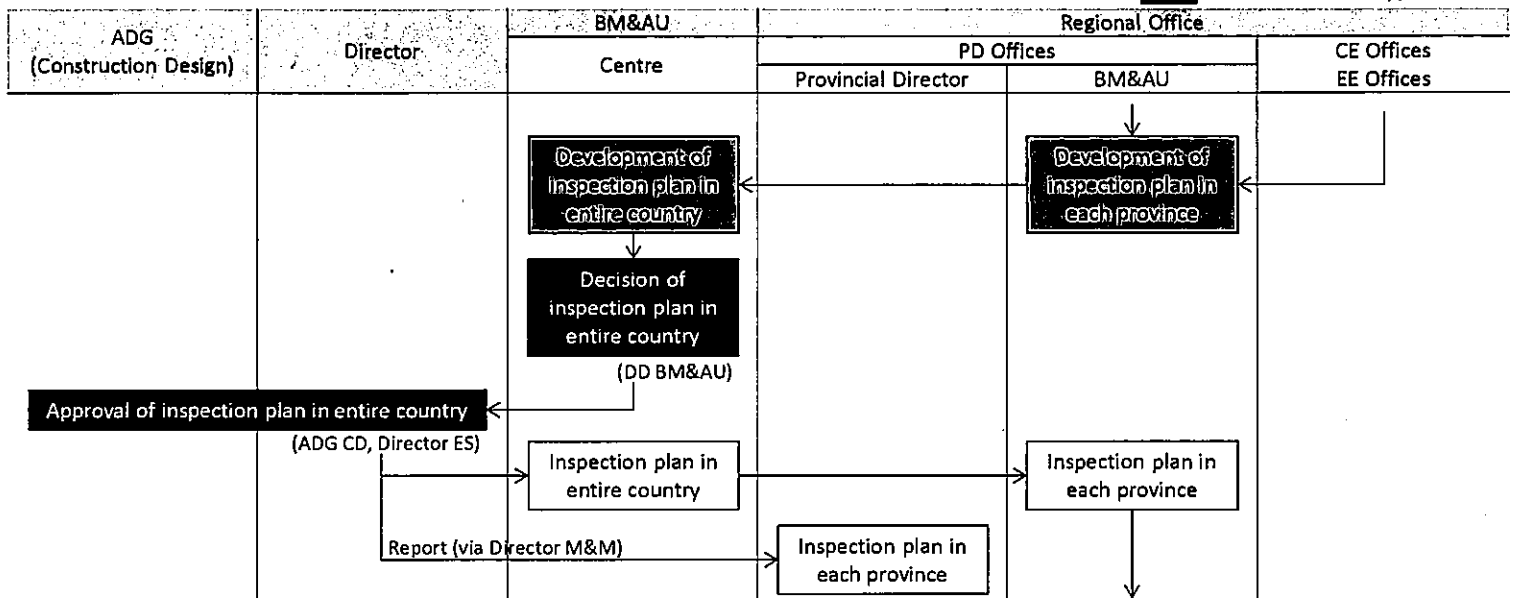 ADG
(Construction Design)
Director
BM&AU
Centre
Regional Office
PD Offices
Provincial Director
BM&AU
CE Offices
EE Offices
Development of
inspection plan in
entire country
Development of
inspection plan in
each province
Decision of
inspection plan in
entire country
(DD BM&AU)
Approval of inspection plan in entire country
(ADG CD, Director ES)
Inspection plan in
entire country
Inspection plan in
each province
Report (via Director M&M)
Inspection plan in
each province